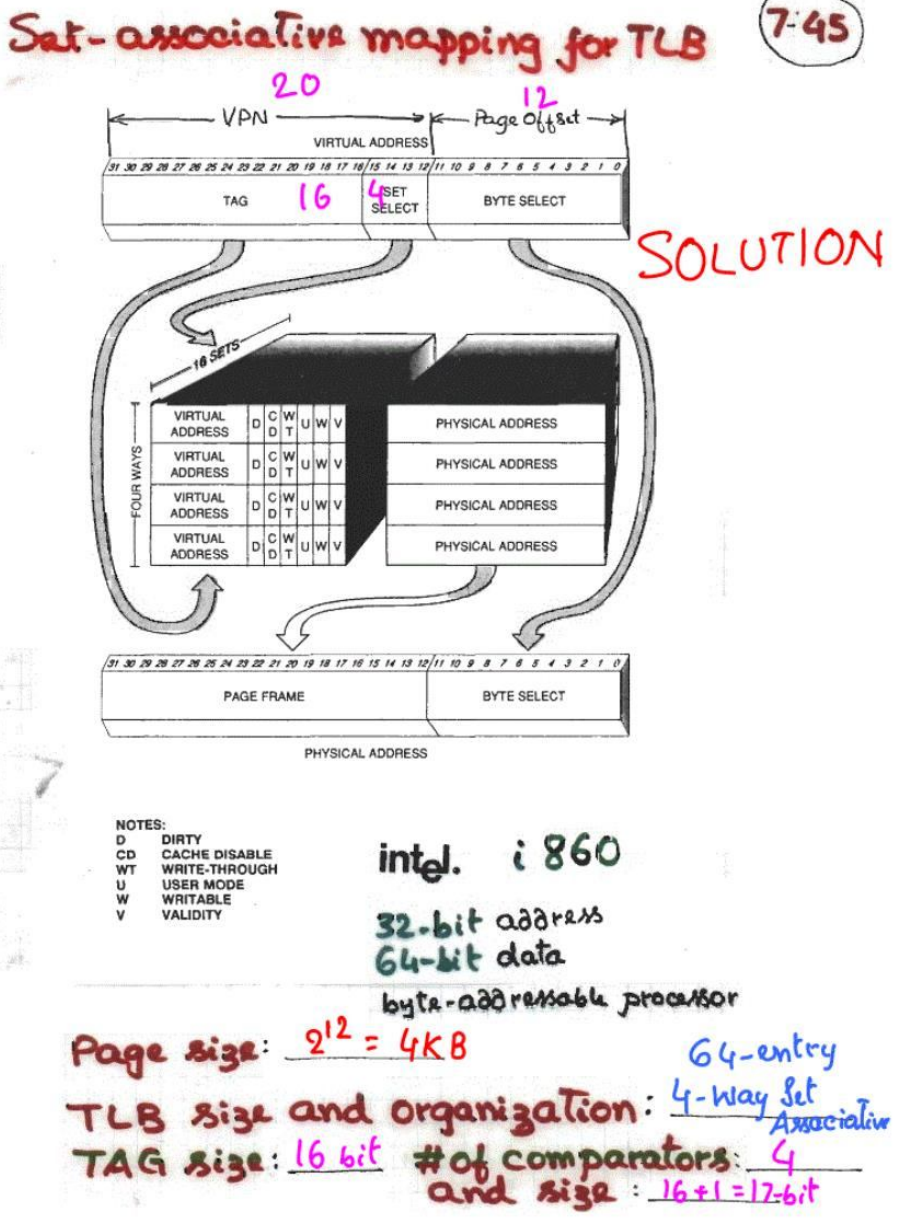 Set-associative mapping for TLB
7-45
20
12
VPN
Page Offset
VIRTUAL ADDRESS
31 30 29 28 27 26 25 24 23 22 21 20 19 18 17 16 15 14 13 12 11 10 9 8 7 6 5 4 3 2 1 0
TAG 16 4 SET SELECT BYTE SELECT
SOLUTION
16 SETS
FOUR WAYS
VIRTUAL ADDRESS D CD WT U W V PHYSICAL ADDRESS
VIRTUAL ADDRESS D CD WT U W V PHYSICAL ADDRESS
VIRTUAL ADDRESS D CD WT U W V PHYSICAL ADDRESS
VIRTUAL ADDRESS D CD WT U W V PHYSICAL ADDRESS
31 30 29 28 27 26 25 24 23 22 21 20 19 18 17 16 15 14 13 12 11 10 9 8 7 6 5 4 3 2 1 0
PAGE FRAME BYTE SELECT
PHYSICAL ADDRESS
NOTES:
D DIRTY
CD CACHE DISABLE
WT WRITE-THROUGH
U USER MODE
W WRITABLE
V VALIDITY
intel. i 860
32-bit address
64-bit data
byte-addressable processor
Page size: 2^12 = 4KB
64-entry
TLB size and organization: 4-Way Set
Associative
TAG size: 16 bit # of comparators: 4
and size: 16+1=17-bit